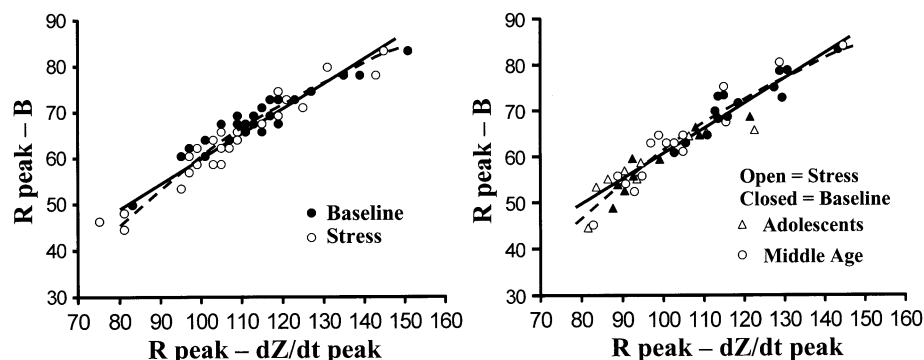 90
80
70
60
50
40
30
R peak – B
Baseline
Stress
70 80 90 100 110 120 130 140 150 160
R peak – dZ/dt peak
90
80
70
60
50
40
30
R peak – B
Open = Stress
Closed = Baseline
Adolescents
Middle Age
70 80 90 100 110 120 130 140 150 160
R peak – dZ/dt peak